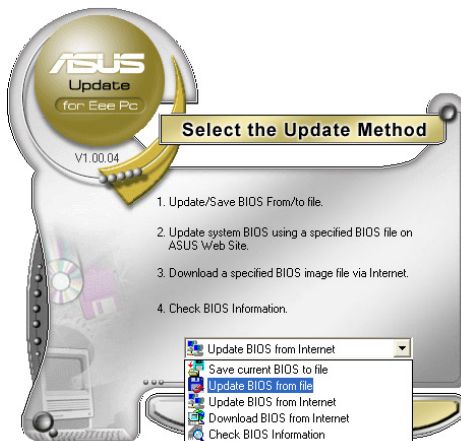 ASUS
Update
for Eee Pc
V1.00.04
Select the Update Method
1. Update/Save BIOS From/to file.
2. Update system BIOS using a specified BIOS file on
ASUS Web Site.
3. Download a specified BIOS image file via Internet.
4. Check BIOS Information.
Update BIOS from Internet
Save current BIOS to file
Update BIOS from file
Update BIOS from Internet
Download BIOS from Internet
Check BIOS Information